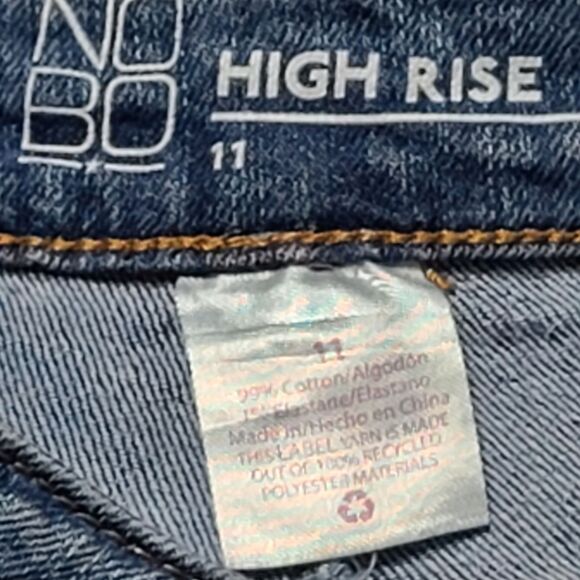 NO
BO
HIGH RISE
11
11
99% Cotton/Algodón
1% Elastane/Elastano
Made in/Hecho en China
THIS LABEL YARN IS MADE
OUT OF 100% RECYCLED
POLYESTER MATERIALS